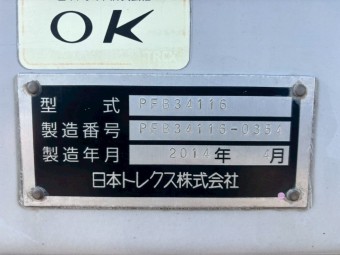 OK
型 式 PFB34116
製造番号
製造年月 2014年 4月
日本トレクス株式会社